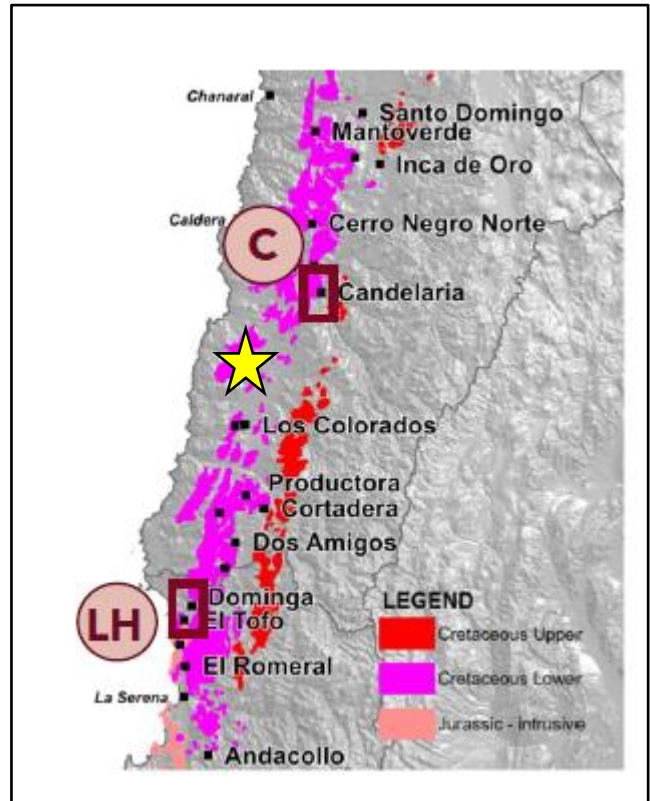 Chanaral
Santo Domingo
Mantoverde
Inca de Oro
Caldera
Cerro Negro Norte
C
Candelaria
Los Colorados
Productora
Cortadera
Dos Amigos
Dominga
LEGEND
LH
El Tofo
Cretaceous Upper
El Romeral
Cretaceous Lower
La Serena
Jurassic - intrusive
Andacollo